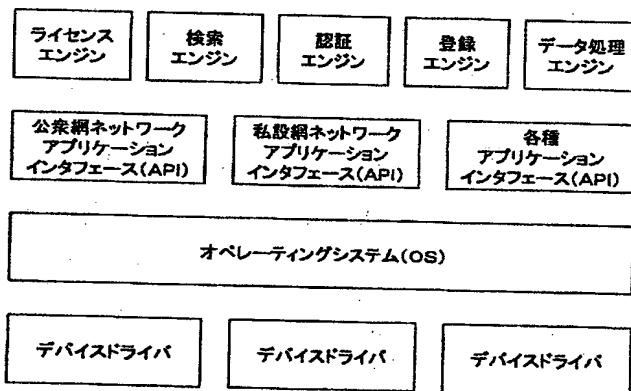 ライセンス
エンジン
検索
エンジン
認証
エンジン
登録
エンジン
データ処理
エンジン
公衆網ネットワーク
アプリケーション
インタフェース(API)
私設網ネットワーク
アプリケーション
インタフェース(API)
各種
アプリケーション
インタフェース(API)
オペレーティングシステム(OS)
デバイスドライバ
デバイスドライバ
デバイスドライバ